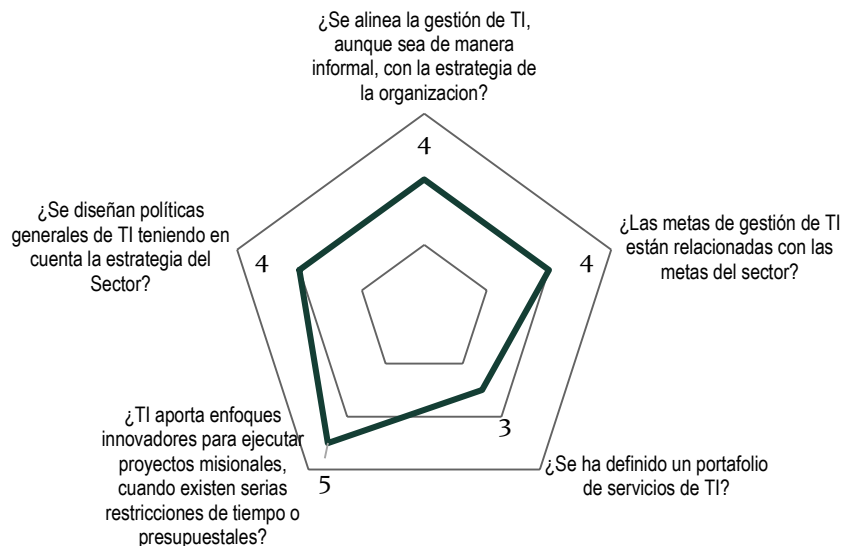 ¿Se alinea la gestión de TI,
aunque sea de manera
informal, con la estrategia de
la organizacion?
4
¿Se diseñan políticas
generales de TI teniendo en
cuenta la estrategia del
Sector?
4
4
¿Las metas de gestión de TI
están relacionadas con las
metas del sector?
¿TI aporta enfoques
innovadores para ejecutar
proyectos misionales,
cuando existen serias
restricciones de tiempo o
presupuestales?
5
3
¿Se ha definido un portafolio
de servicios de TI?